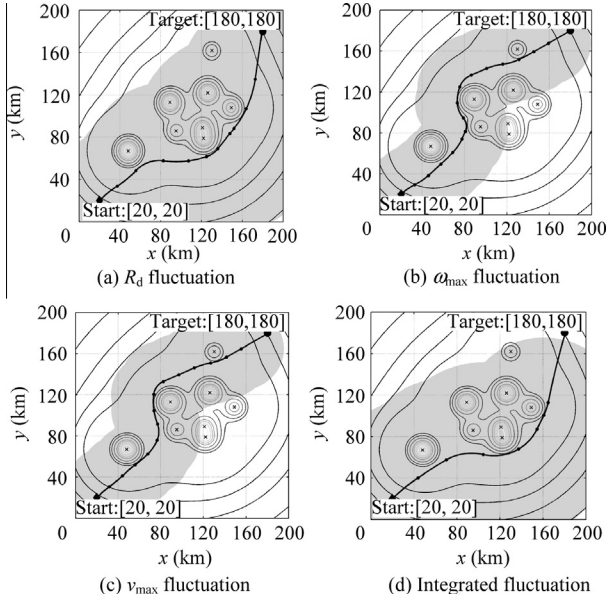 200
Target:[180,180]
160
120
y (km)
80
40
Start:[20, 20]
0 40 80 120 160 200
x (km)
(a) Rd fluctuation
200
Target:[180,180]
160
120
y (km)
80
40
Start:[20, 20]
0 40 80 120 160 200
x (km)
(b) ωmax fluctuation
200
Target:[180,180]
160
120
y (km)
80
40
Start:[20, 20]
0 40 80 120 160 200
x (km)
(c) vmax fluctuation
200
Target:[180,180]
160
120
y (km)
80
40
Start:[20, 20]
0 40 80 120 160 200
x (km)
(d) Integrated fluctuation